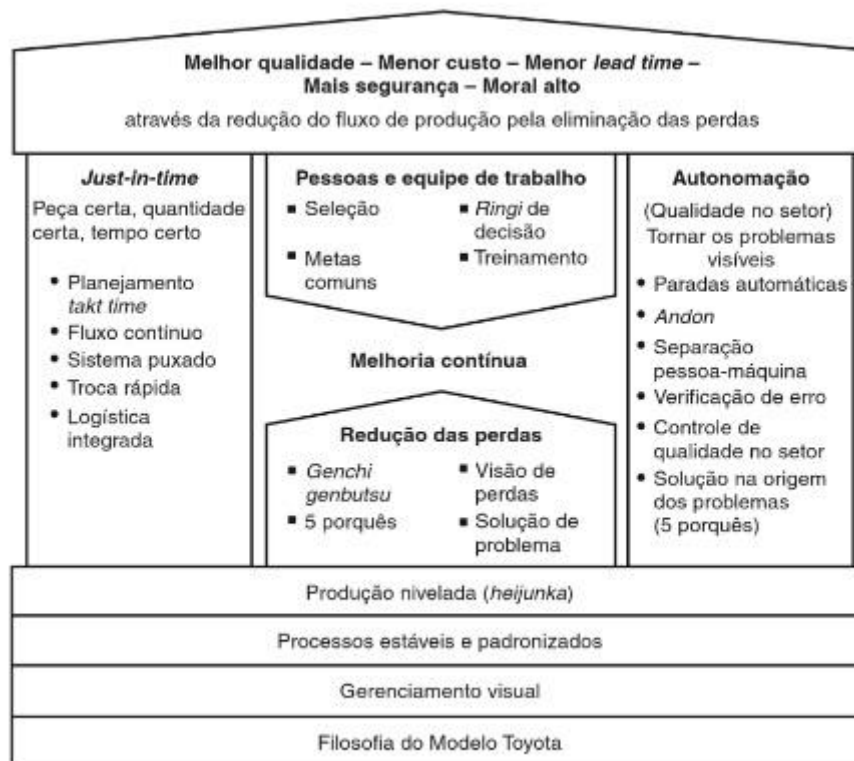 Melhor qualidade – Menor custo – Menor lead time –
Mais segurança – Moral alto
através da redução do fluxo de produção pela eliminação das perdas
Just-in-time
Peça certa, quantidade
certa, tempo certo
• Planejamento
takt time
• Fluxo contínuo
• Sistema puxado
• Troca rápida
• Logística
integrada
Pessoas e equipe de trabalho
■ Seleção
■ Ringi de
decisão
■ Metas
comuns
■ Treinamento
Melhoria contínua
Redução das perdas
■ Genchi
genbutsu
■ Visão de
perdas
■ 5 porquês
■ Solução de
problema
Autonomação
(Qualidade no setor)
Tornar os problemas
visíveis
• Paradas automáticas
• Andon
• Separação
pessoa-máquina
• Verificação de erro
• Controle de
qualidade no setor
• Solução na origem
dos problemas
(5 porquês)
Produção nivelada (heijunka)
Processos estáveis e padronizados
Gerenciamento visual
Filosofia do Modelo Toyota